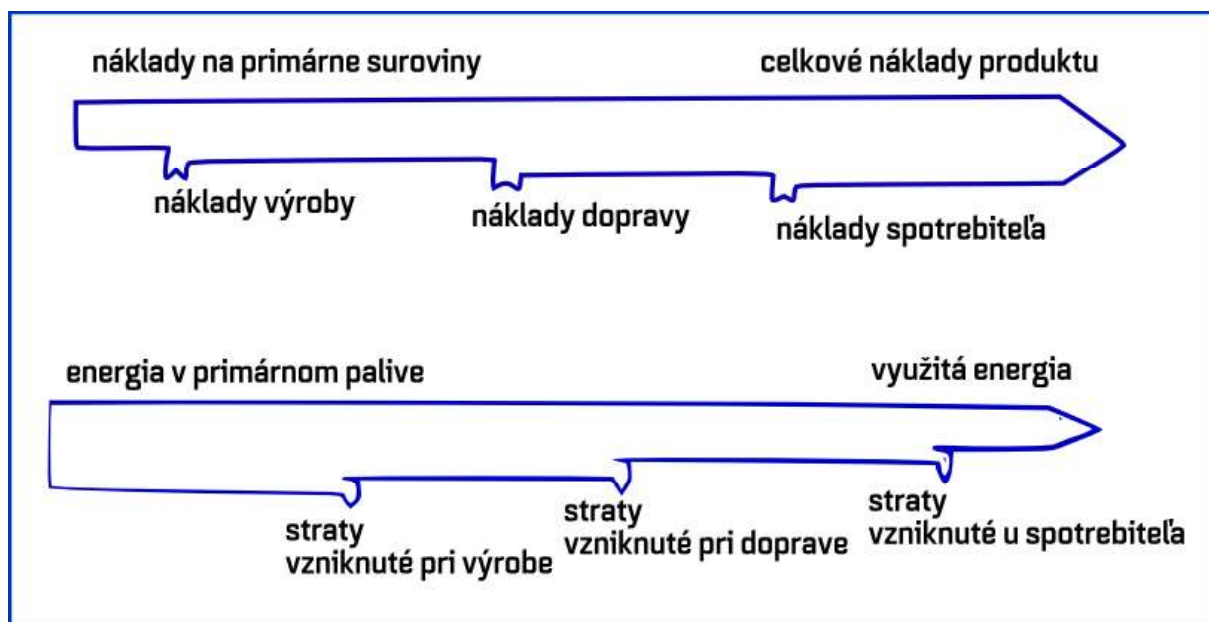 náklady na primárne suroviny
celkové náklady produktu
náklady výroby
náklady dopravy
náklady spotrebiteľa
energia v primárnom palive
využitá energia
straty
vzniknuté pri výrobe
straty
vzniknuté pri doprave
straty
vzniknuté u spotrebiteľa